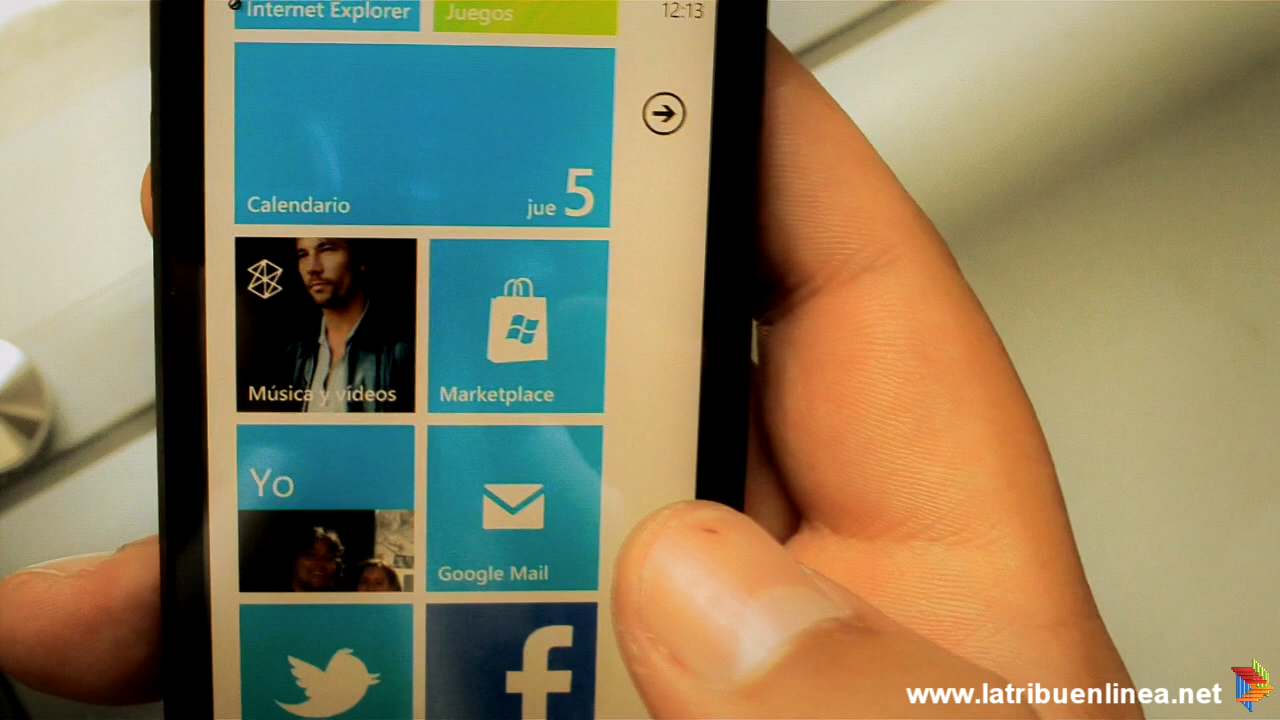 Internet Explorer
Juegos
12:13
Calendario
jue 5
Música y vídeos
Marketplace
Yo
Google Mail
f
www.latribuenlinea.net